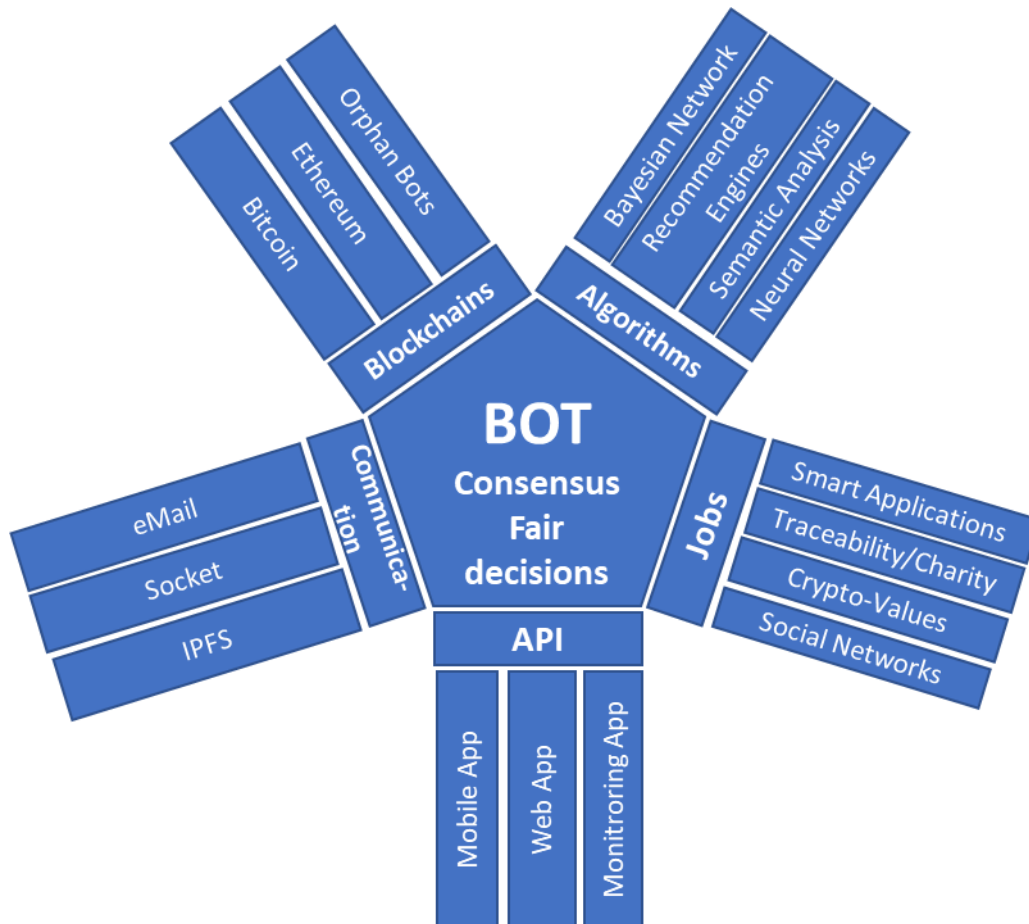 Orphan Bots
Ethereum
Bitcoin
Blockchains
Bayesian Network
Recommendation
Engines
Semantic Analysis
Neural Networks
Algorithms
BOT
Consensus
Fair
decisions
Communica-
tion
eMail
Socket
IPFS
Jobs
Smart Applications
Traceability/Charity
Crypto-Values
Social Networks
API
Mobile App
Web App
Monitroring App